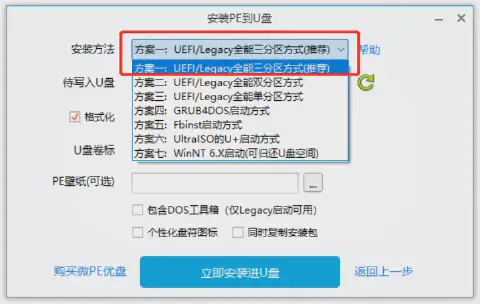 安装PE到U盘
安装方法 方案一：UEFI/Legacy全能三分区方式(推荐) 帮助
方案一：UEFI/Legacy全能三分区方式(推荐)
待写入U盘 方案二：UEFI/Legacy全能双分区方式
方案三：UEFI/Legacy全能单分区方式
格式化 方案四：GRUB4DOS启动方式
方案五：Fbinst启动方式
方案六：UltraISO的U+启动方式
U盘卷标 方案七：WinNT 6.X启动(可归还U盘空间)
PE壁纸(可选) ...
包含DOS工具箱（仅Legacy启动可用）
个性化盘符图标 同时复制安装包
购买微PE优盘 立即安装进U盘 返回上一步